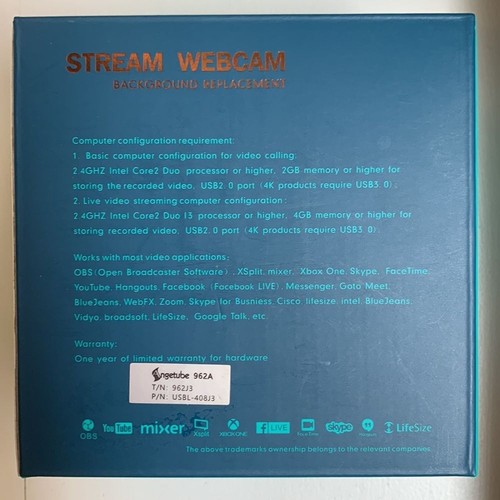 STREAM WEBCAM
BACKGROUND REPLACEMENT
Computer configuration requirement:
1. Basic computer configuration for video calling:
2.4GHZ Intel Core2 Duo processor or higher, 2GB memory or higher for
storing the recorded video, USB2.0 port (4K products require USB3.0).
2. Live video streaming computer configuration:
2.4GHZ Intel Core2 Duo I3 processor or higher, 4GB memory or higher for
storing recorded video, USB2.0 port (4K products require USB3.0)
Works with most video applications:
OBS (Open Broadcaster Software), XSplit, mixer, Xbox One, Skype, FaceTime,
YouTube, Hangouts, Facebook (Facebook LIVE), Messenger, Goto Meet,
BlueJeans, WebFX, Zoom, Skype for Busniess, Cisco, lifesize, intel, BlueJeans,
Vidyo, broadsoft, LifeSize, Google Talk, etc.
Warranty:
One year of limited warranty for hardware
Angetube 962A
T/N: 962J3
P/N: USBL-408J3
OBS YouTube mixer Xsplit XBOX ONE f LIVE FaceTime skype Hangouts LifeSize
The above trademarks ownership belongs to the relevant companies